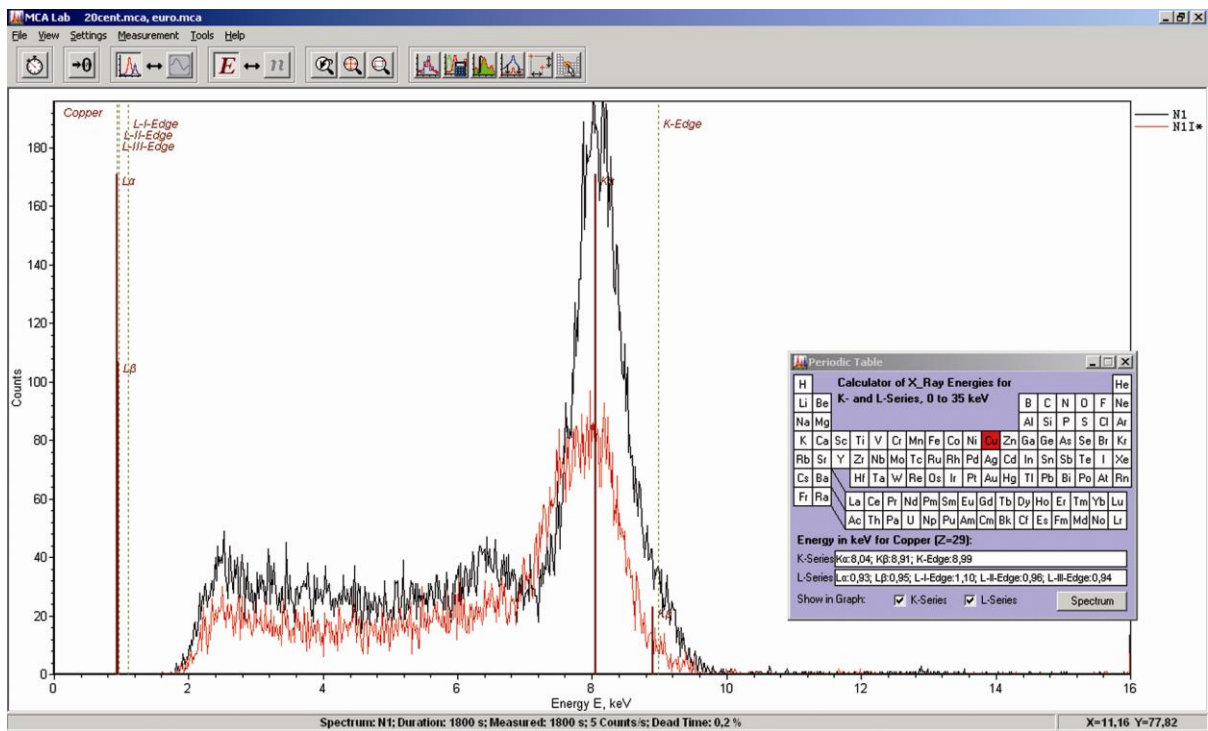 MCA Lab    20cent.mca, euro.mca
File View Settings Measurement Tools Help
→0
E ↔ n
Copper
L-I-Edge
L-II-Edge
L-III-Edge
K-Edge
N1
N1I*
Lα
Kα
Lβ
Counts
180
160
140
120
100
80
60
40
20
0
0 2 4 6 8 10 12 14 16
Energy E, keV
Periodic Table
Calculator of X_Ray Energies for
K- and L-Series, 0 to 35 keV
H He
Li Be B C N O F Ne
Na Mg Al Si P S Cl Ar
K Ca Sc Ti V Cr Mn Fe Co Ni Cu Zn Ga Ge As Se Br Kr
Rb Sr Y Zr Nb Mo Tc Ru Rh Pd Ag Cd In Sn Sb Te I Xe
Cs Ba Hf Ta W Re Os Ir Pt Au Hg Tl Pb Bi Po At Rn
Fr Ra La Ce Pr Nd Pm Sm Eu Gd Tb Dy Ho Er Tm Yb Lu
Ac Th Pa U Np Pu Am Cm Bk Cf Es Fm Md No Lr
Energy in keV for Copper (Z=29):
K-Series Kα:8,04; Kβ:8,91; K-Edge:8,99
L-Series Lα:0,93; Lβ:0,95; L-I-Edge:1,10; L-II-Edge:0,96; L-III-Edge:0,94
Show in Graph: K-Series L-Series Spectrum
Spectrum: N1; Duration: 1800 s; Measured: 1800 s; 5 Counts/s; Dead Time: 0,2 %
X=11,16 Y=77,82